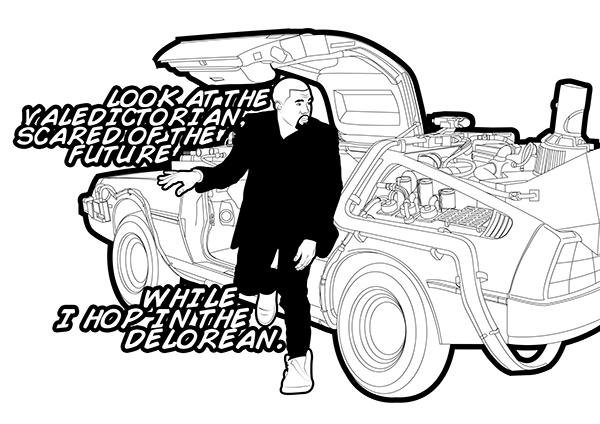 LOOK AT THE
VALEDICTORIAN,
SCARED OF THE
FUTURE!
WHILE
I HOP IN THE
DELOREAN.